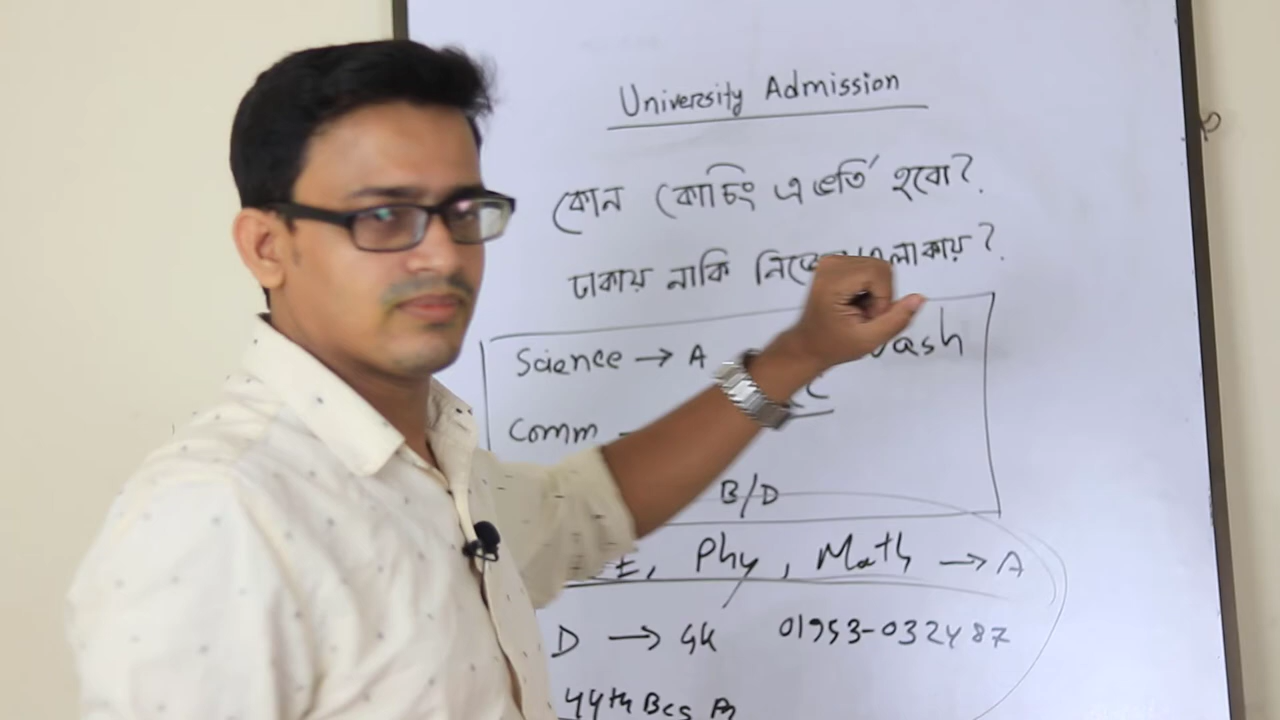 University Admission
কোন কোচিং এ ভর্তি হবো?
ঢাকায় নাকি এলাকায়?
Science → A
Comm
B/D
Phy, Math → A
D → GK 01953-032487
44th Bcs